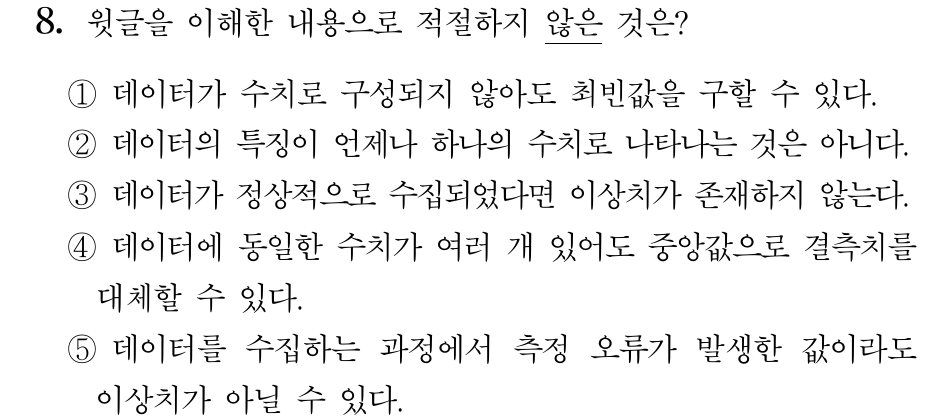 8. 윗글을 이해한 내용으로 적절하지 않은 것은?
① 데이터가 수치로 구성되지 않아도 최빈값을 구할 수 있다.
② 데이터의 특징이 언제나 하나의 수치로 나타나는 것은 아니다.
③ 데이터가 정상적으로 수집되었다면 이상치가 존재하지 않는다.
④ 데이터에 동일한 수치가 여러 개 있어도 중앙값으로 결측치를
대체할 수 있다.
⑤ 데이터를 수집하는 과정에서 측정 오류가 발생한 값이라도
이상치가 아닐 수 있다.